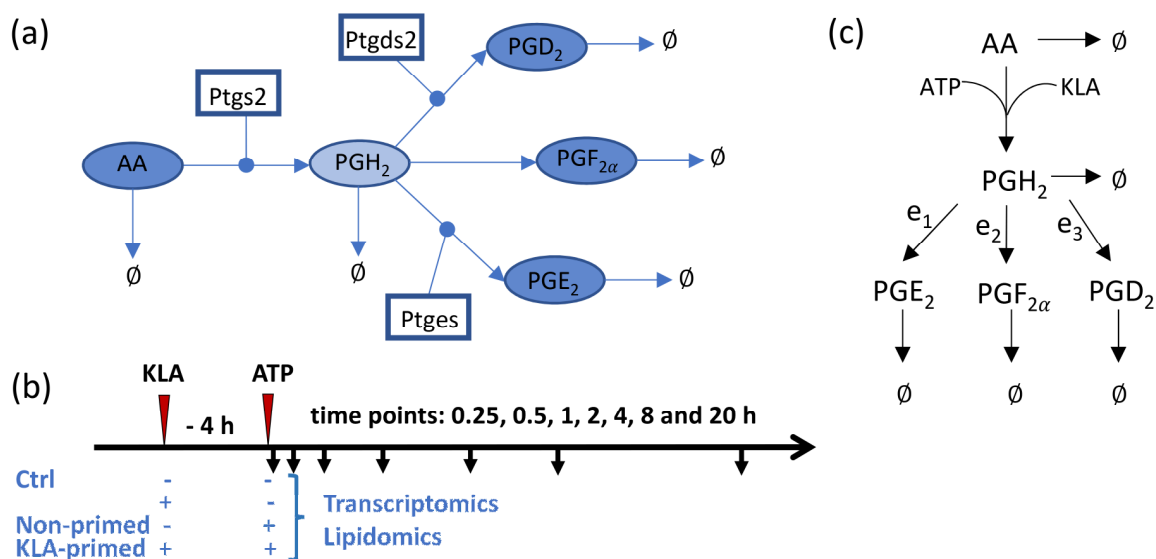 (a)
Ptgs2
Ptgds2
PGD₂
∅
AA
PGH₂
PGF₂α
∅
∅
∅
PGE₂
∅
Ptges
(b)
KLA
ATP
- 4 h
time points: 0.25, 0.5, 1, 2, 4, 8 and 20 h
Ctrl - -
+ -
Non-primed - +
KLA-primed + +
Transcriptomics
Lipidomics
(c)
AA ∅
ATP KLA
PGH₂ ∅
e₁ e₂ e₃
PGE₂ PGF₂α PGD₂
∅ ∅ ∅